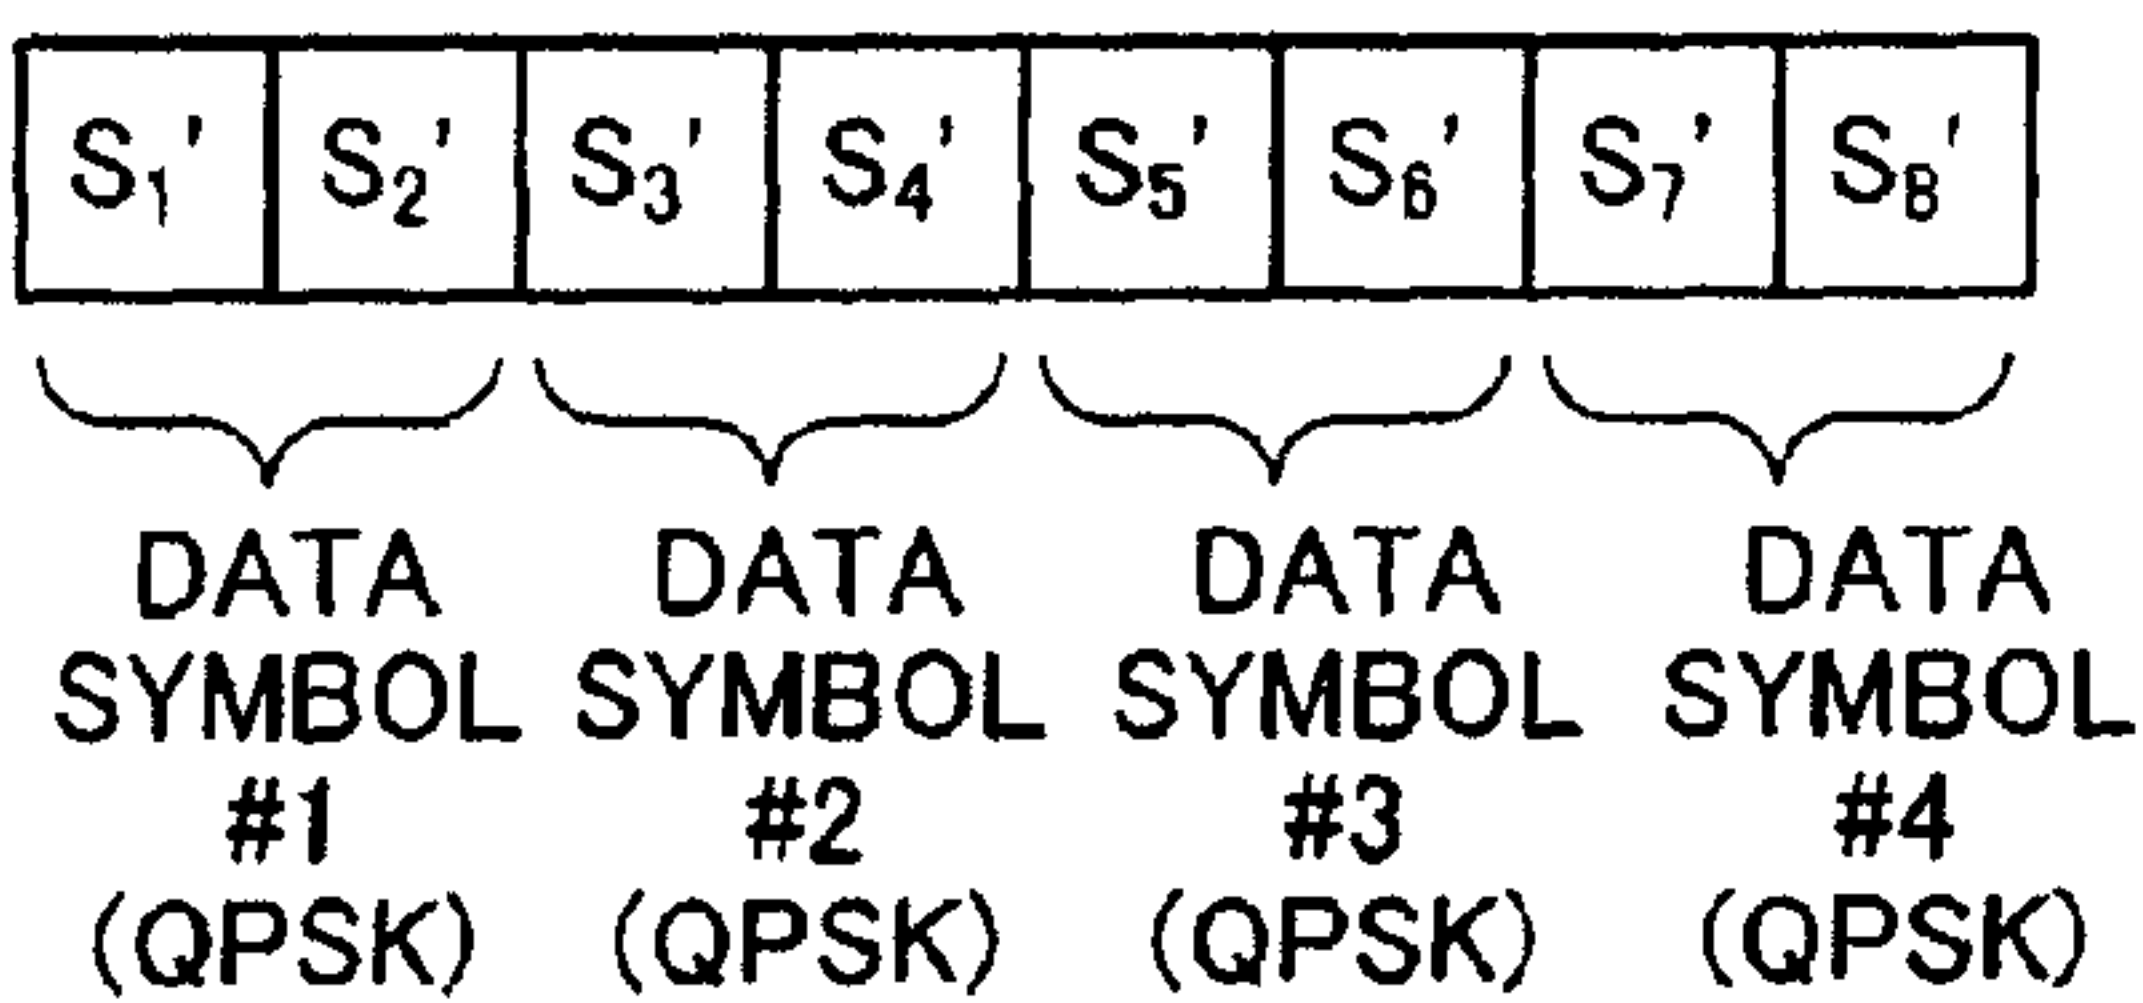 S1' S2' S3' S4' S5' S6' S7' S8'
DATA SYMBOL #1 (QPSK)
DATA SYMBOL #2 (QPSK)
DATA SYMBOL #3 (QPSK)
DATA SYMBOL #4 (QPSK)